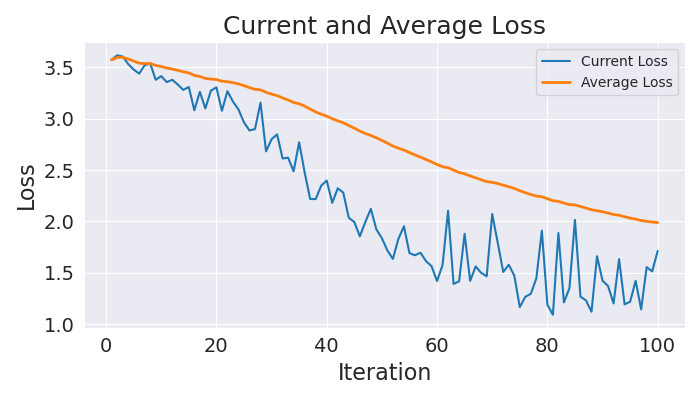 Current and Average Loss
Current Loss
Average Loss
3.5
3.0
2.5
2.0
1.5
1.0
Loss
0 20 40 60 80 100
Iteration